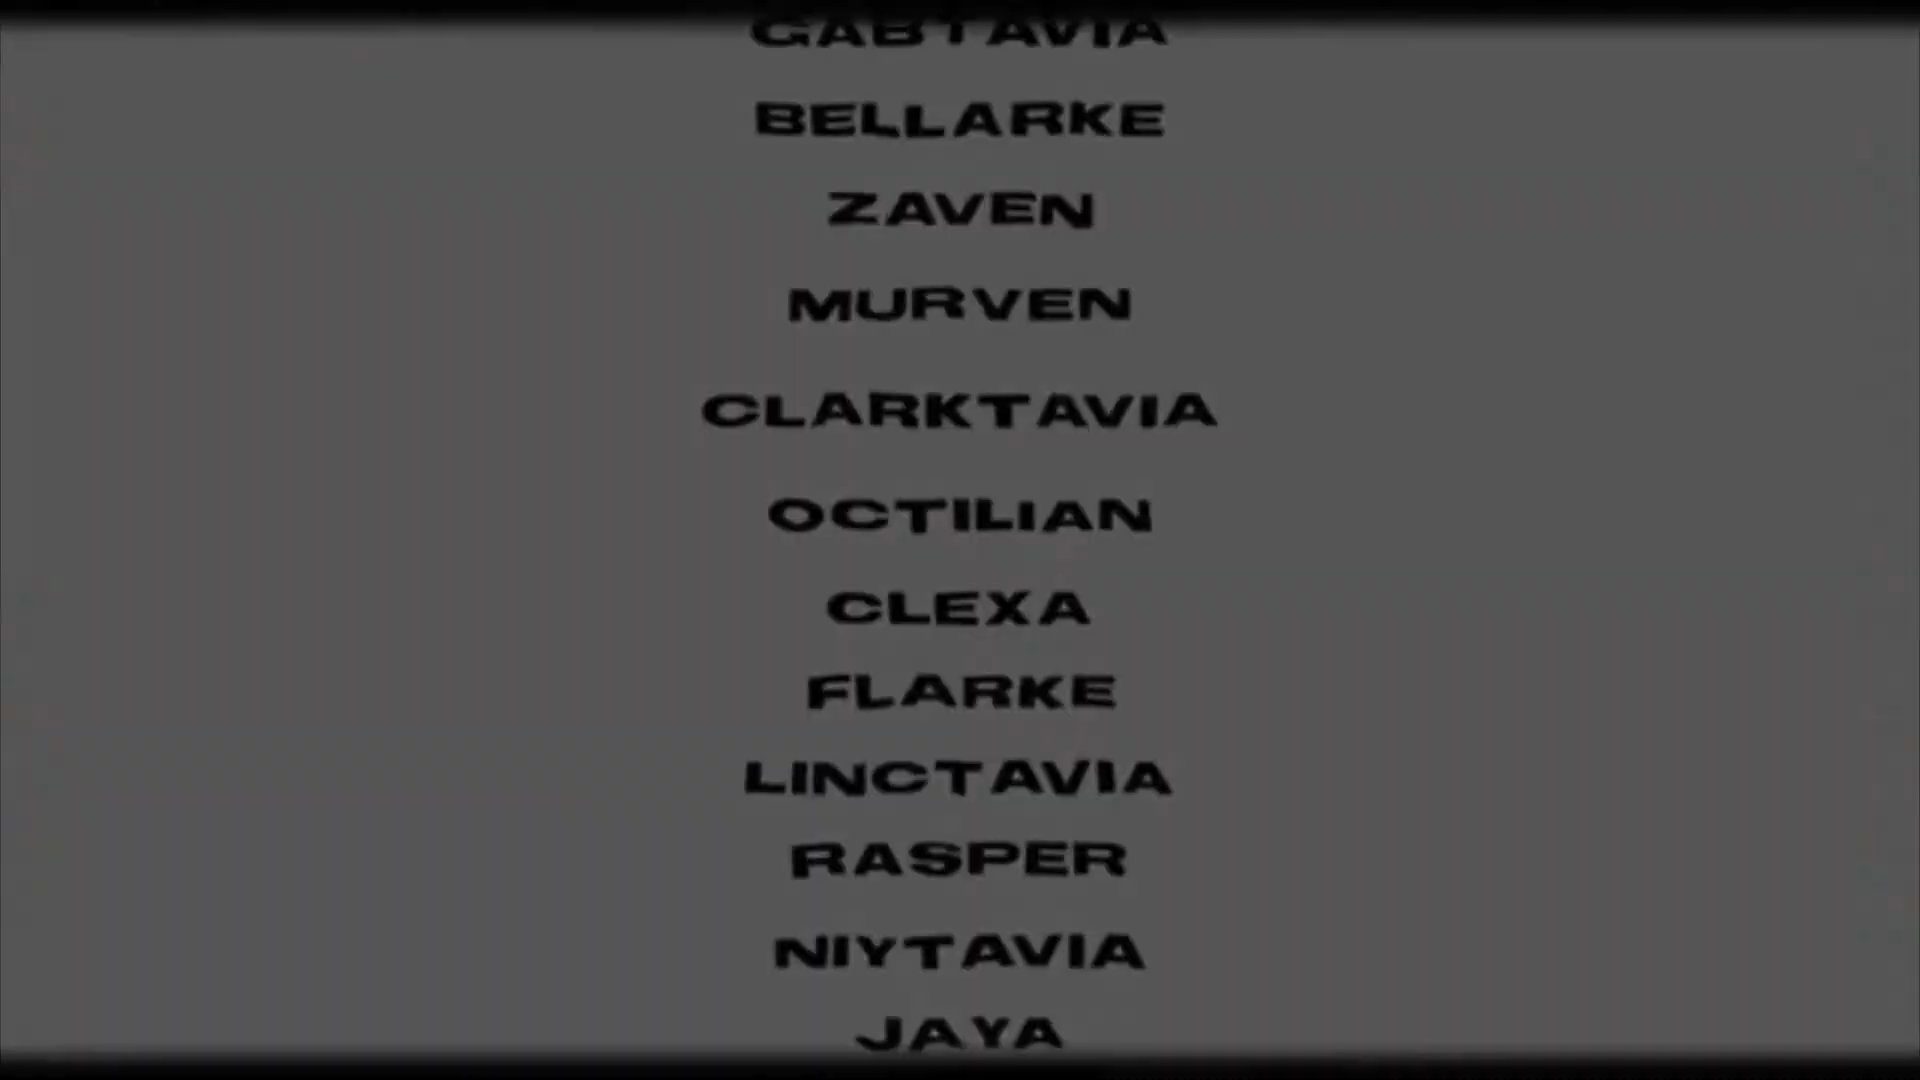 GABTAVIA
BELLARKE
ZAVEN
MURVEN
CLARKTAVIA
OCTILIAN
CLEXA
FLARKE
LINCTAVIA
RASPER
NIYTAVIA
JAYA